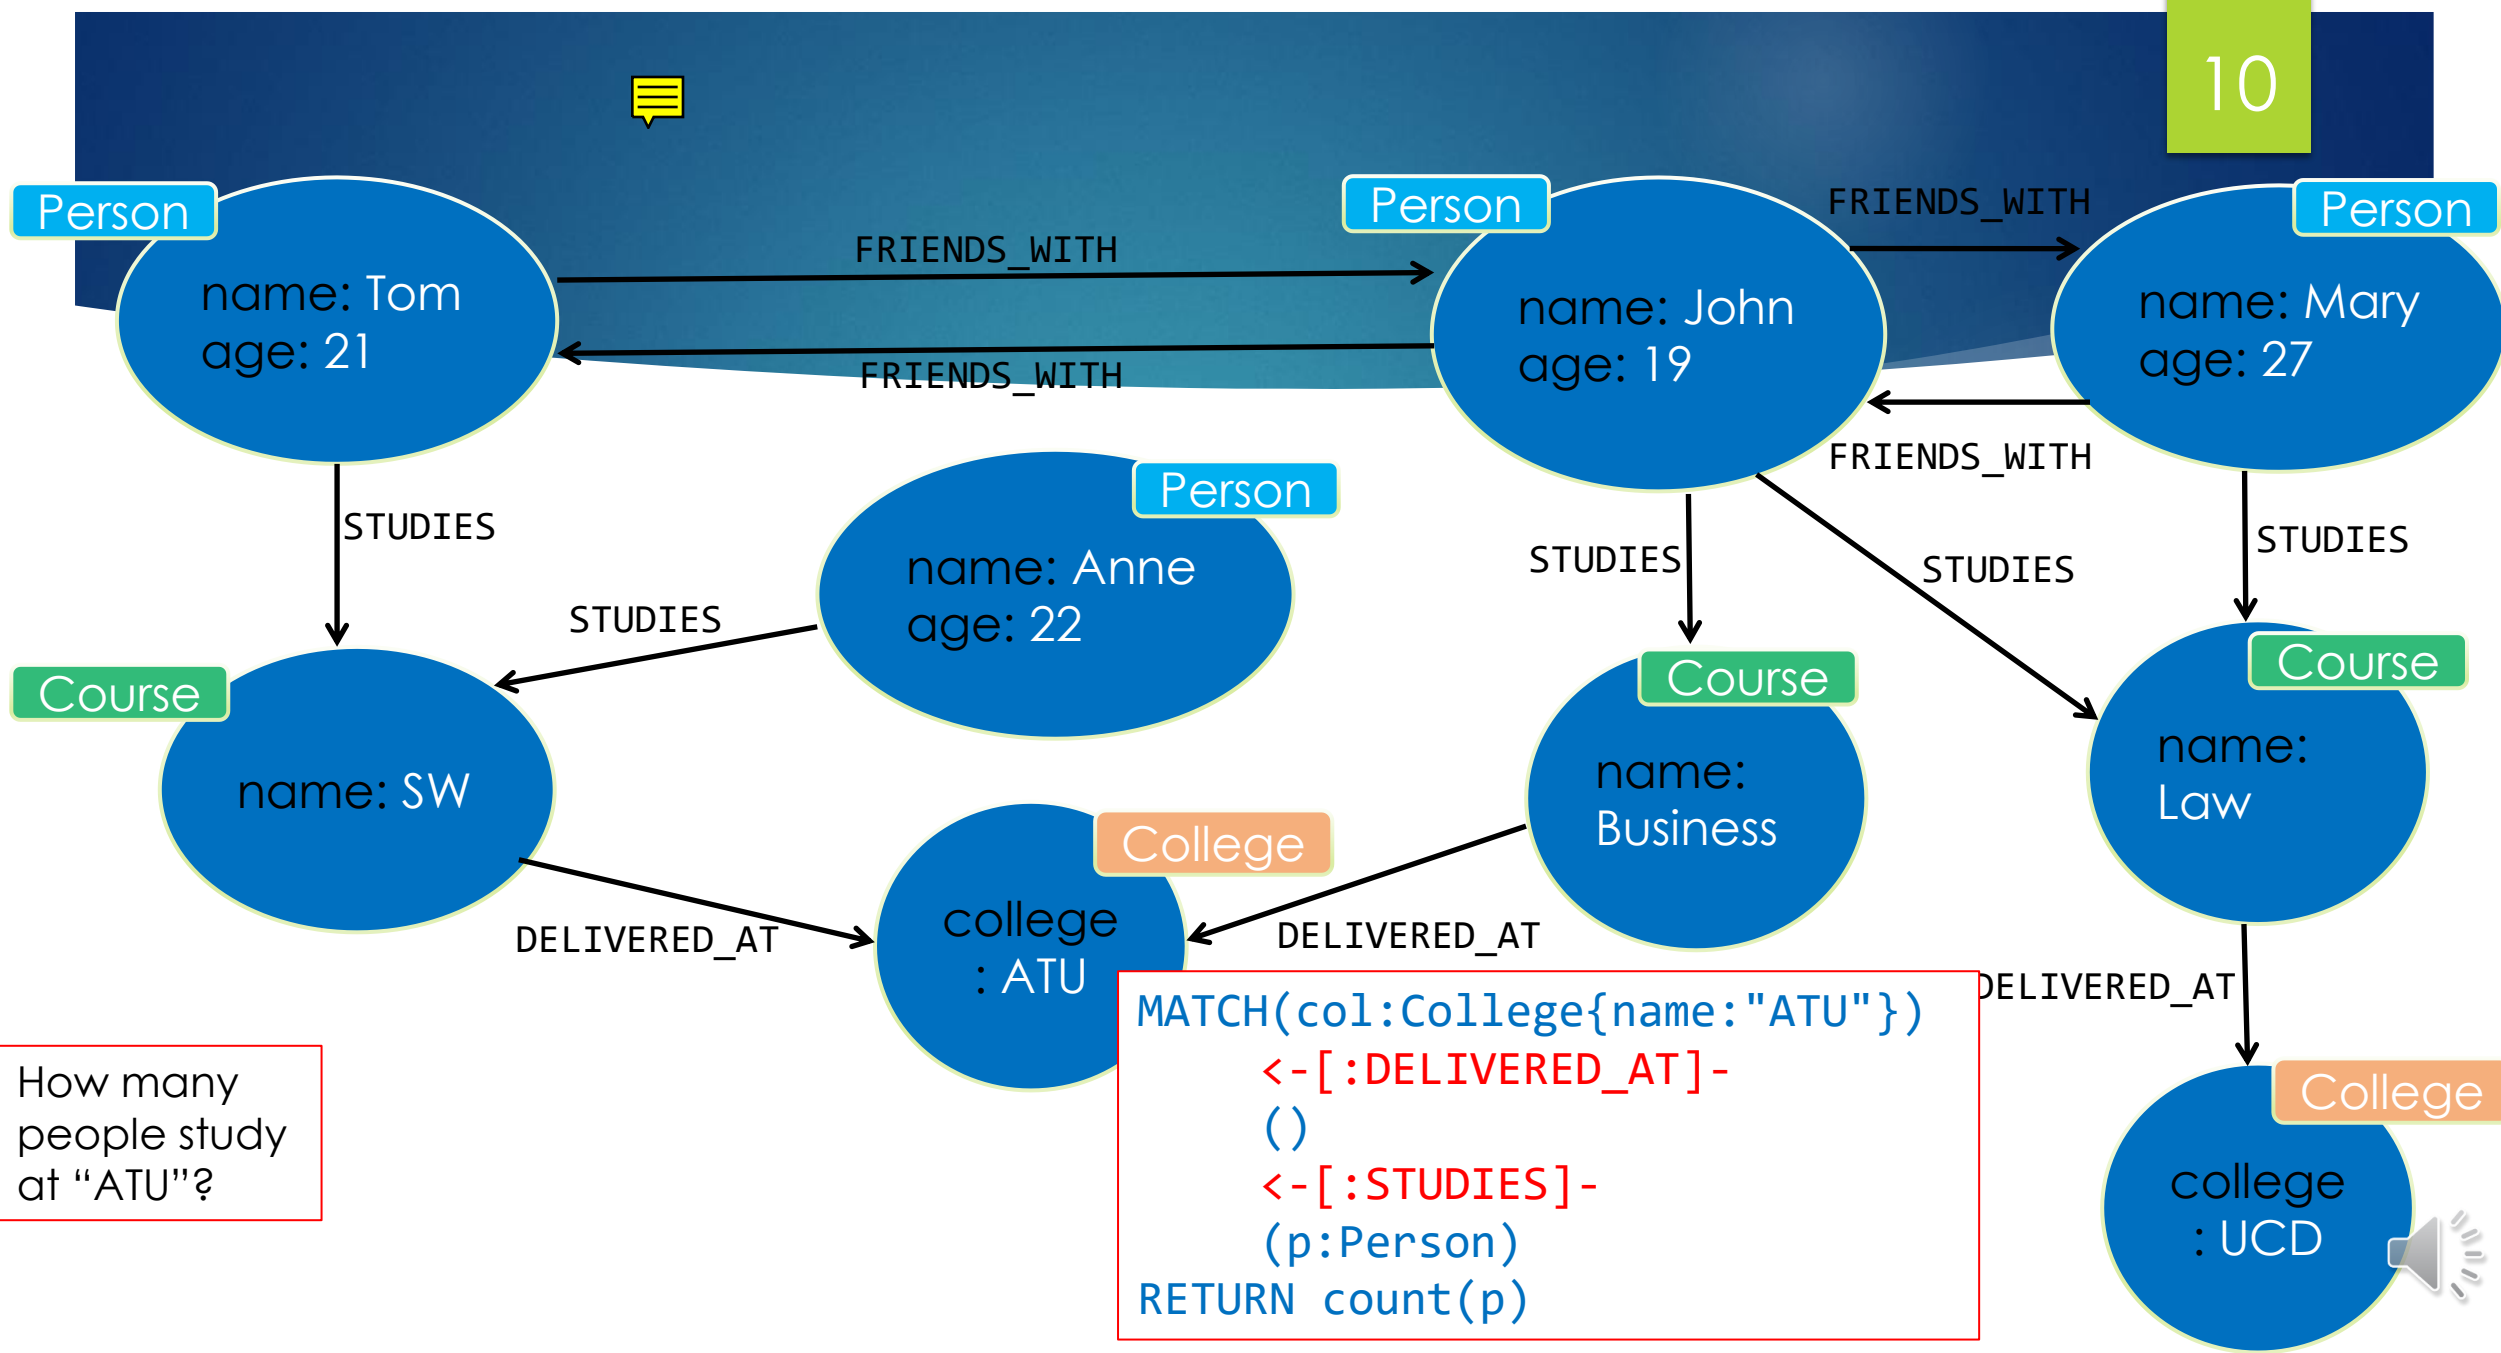 10
Person
name: Tom
age: 21
FRIENDS_WITH
FRIENDS_WITH
Person
name: John
age: 19
FRIENDS_WITH
FRIENDS_WITH
Person
name: Mary
age: 27
STUDIES
Person
name: Anne
age: 22
STUDIES
STUDIES
STUDIES
STUDIES
Course
name: SW
Course
name:
Business
Course
name:
Law
DELIVERED_AT
College
college
: ATU
DELIVERED_AT
DELIVERED_AT
College
college
: UCD
How many
people study
at “ATU”?
MATCH(col:College{name:"ATU"})
<-[:DELIVERED_AT]-
()
<-[:STUDIES]-
(p:Person)
RETURN count(p)